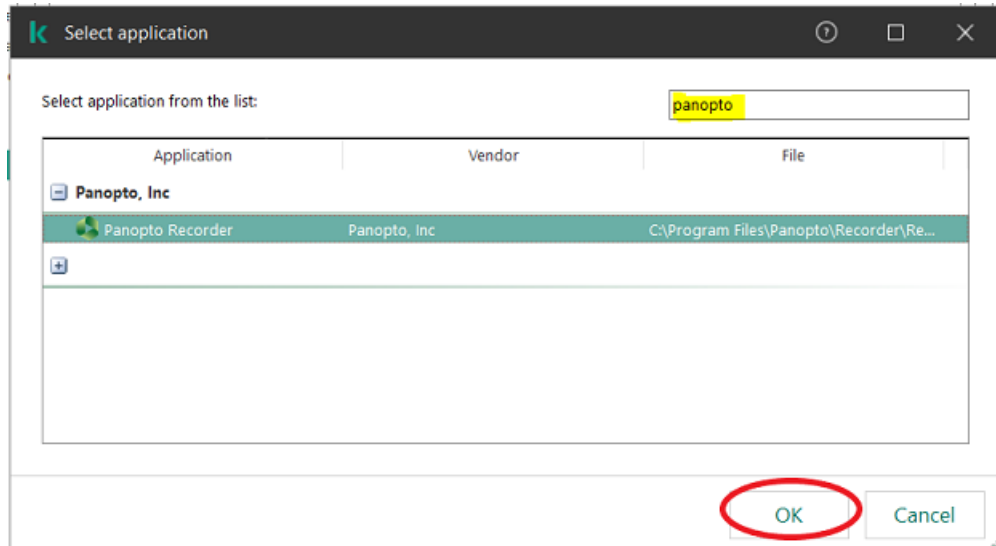 Select application
Select application from the list:
panopto
Application Vendor File
Panopto, Inc
Panopto Recorder Panopto, Inc C:\Program Files\Panopto\Recorder\Re...
OK Cancel